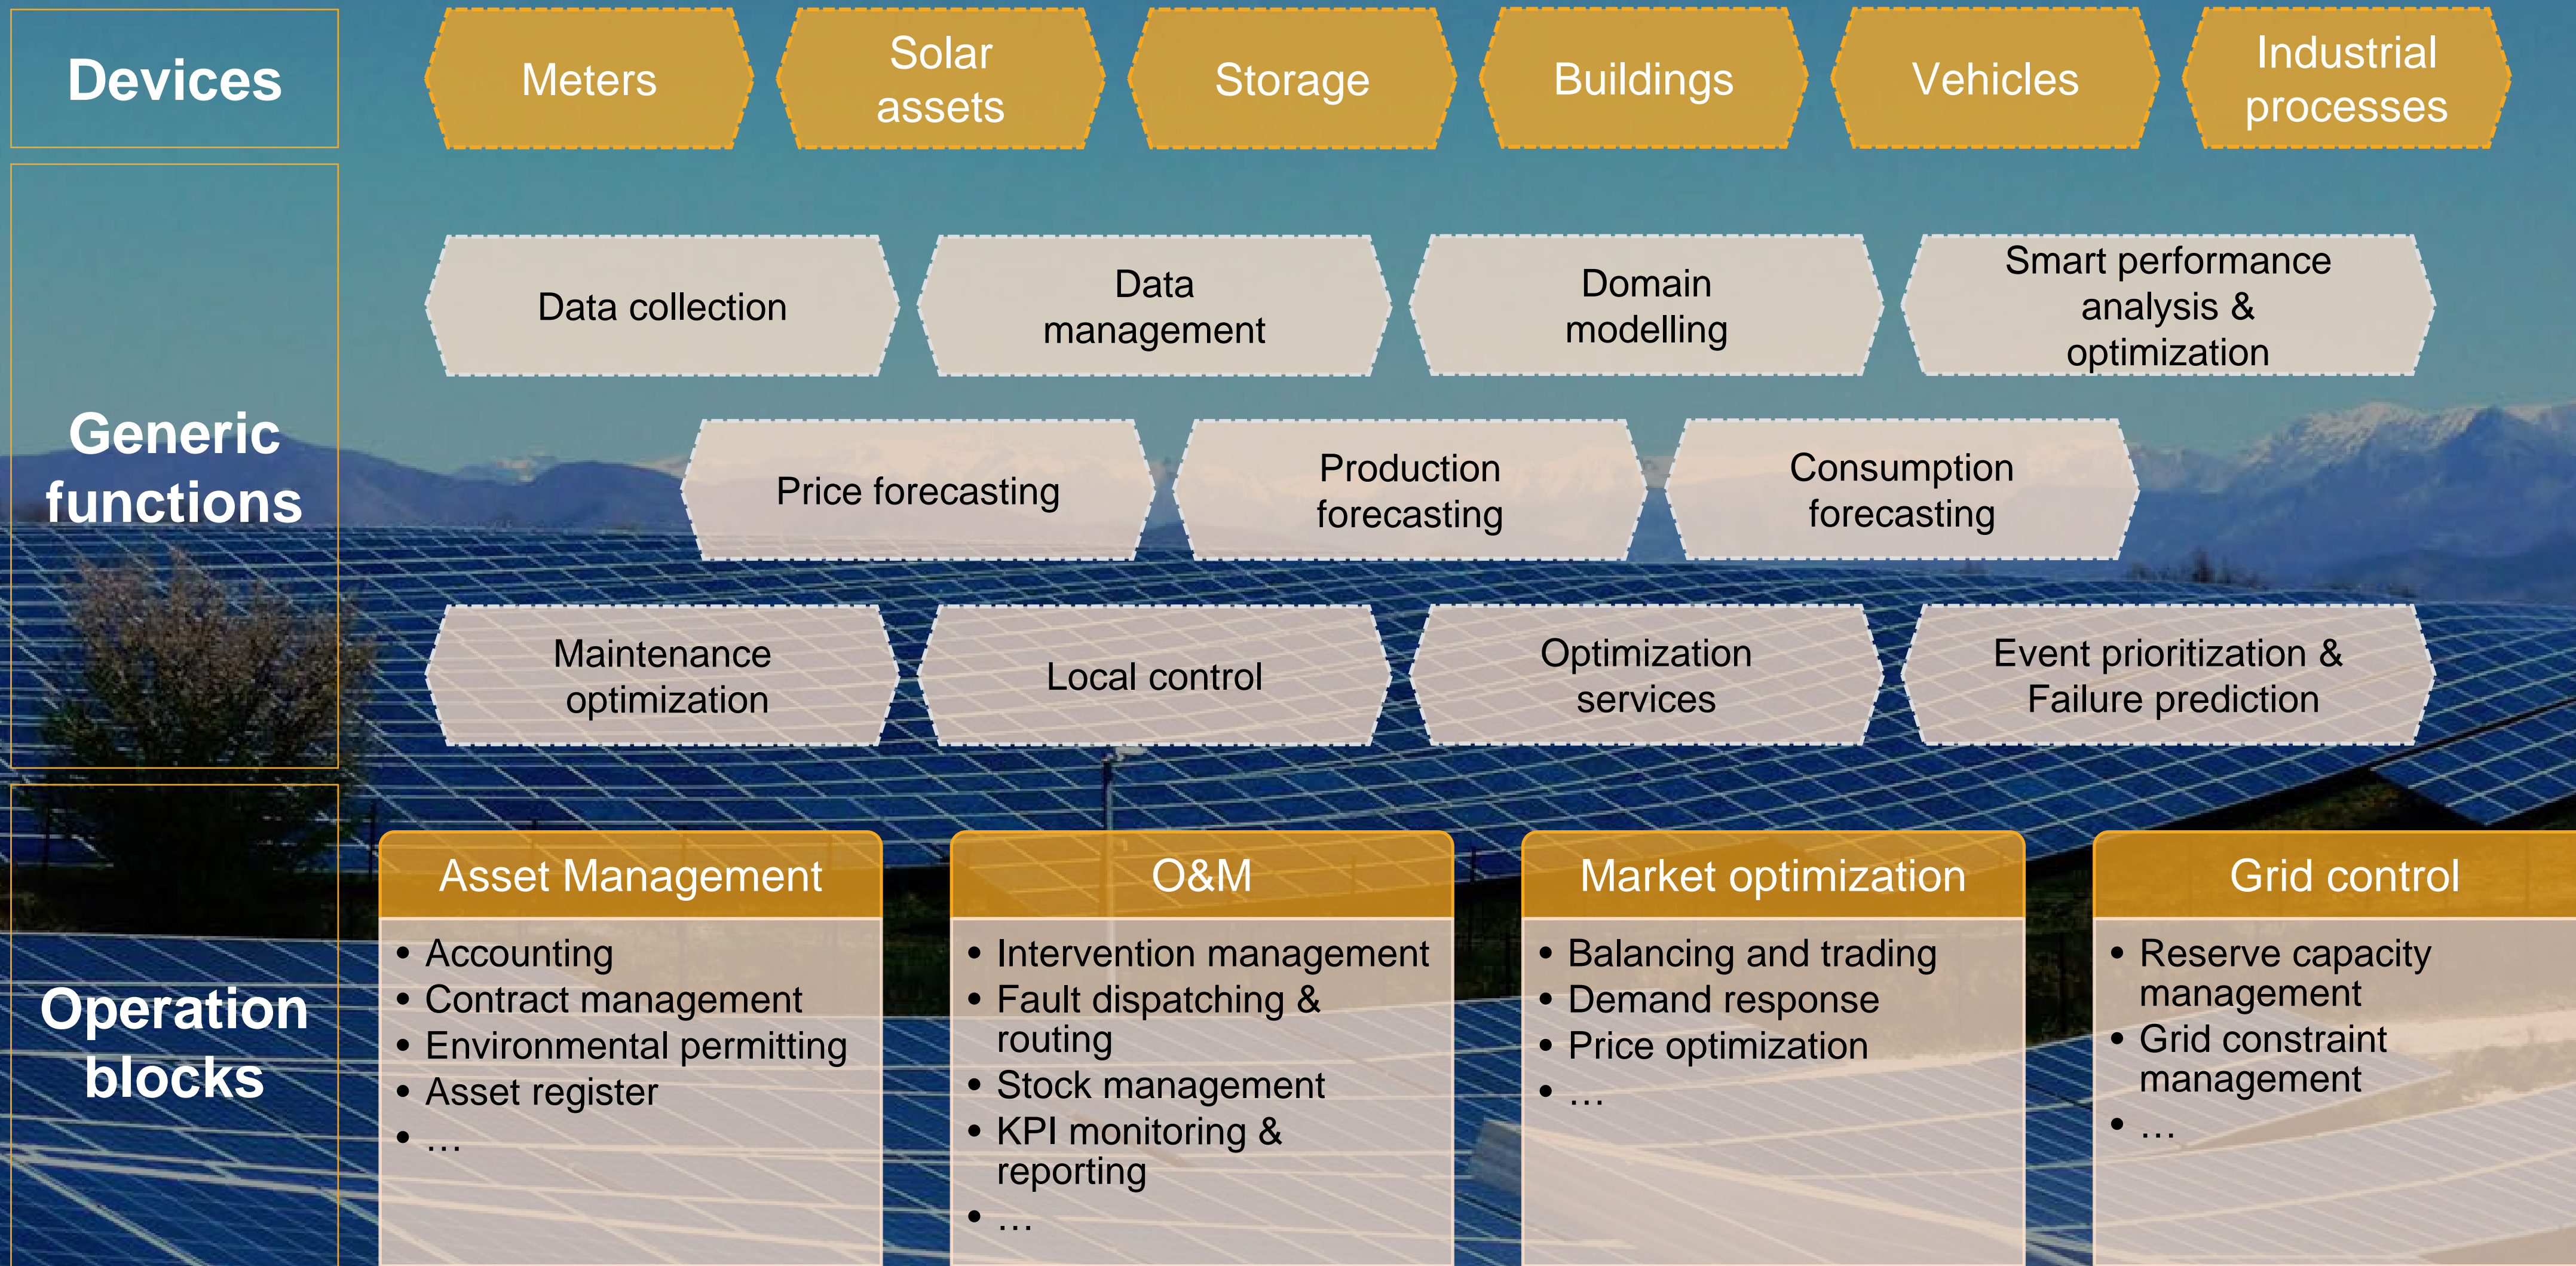 Devices
Meters
Solar
assets
Storage
Buildings
Vehicles
Industrial
processes
Generic
functions
Data collection
Data
management
Domain
modelling
Smart performance
analysis &
optimization
Price forecasting
Production
forecasting
Consumption
forecasting
Maintenance
optimization
Local control
Optimization
services
Event prioritization &
Failure prediction
Operation
blocks
Asset Management
• Accounting
• Contract management
• Environmental permitting
• Asset register
• …
O&M
• Intervention management
• Fault dispatching &
routing
• Stock management
• KPI monitoring &
reporting
• …
Market optimization
• Balancing and trading
• Demand response
• Price optimization
• …
Grid control
• Reserve capacity
management
• Grid constraint
management
• …